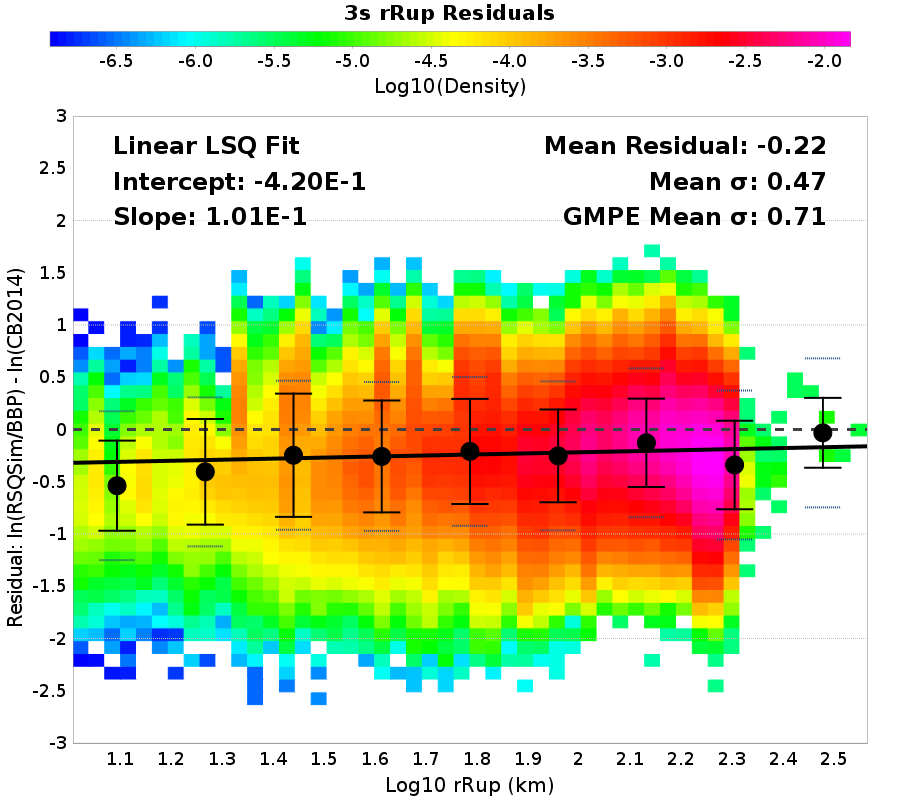 3s rRup Residuals
-6.5 -6.0 -5.5 -5.0 -4.5 -4.0 -3.5 -3.0 -2.5 -2.0
Log10(Density)
Linear LSQ Fit
Intercept: -4.20E-1
Slope: 1.01E-1
Mean Residual: -0.22
Mean σ: 0.47
GMPE Mean σ: 0.71
Residual: ln(RSQSim/BBP) - ln(CB2014)
3
2.5
2
1.5
1
0.5
0
-0.5
-1
-1.5
-2
-2.5
-3
1.1 1.2 1.3 1.4 1.5 1.6 1.7 1.8 1.9 2 2.1 2.2 2.3 2.4 2.5
Log10 rRup (km)